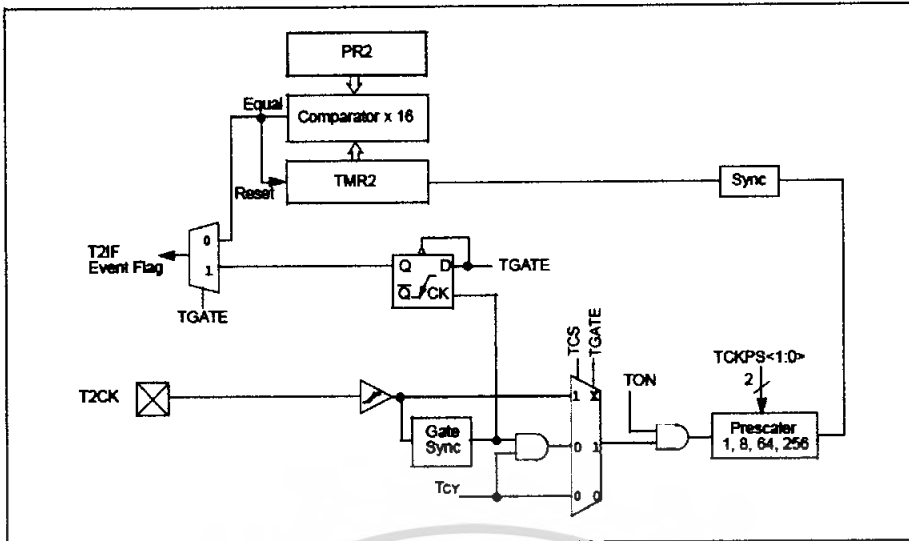 PR2
Equal
Comparator x 16
Reset
TMR2
Sync
0
T2IF
Event Flag
1
Q D
TGATE
Q CK
TGATE
TCS
TGATE
TCKPS<1:0>
2
TON
T2CK
1 X
Gate
Sync
0 1
Prescaler
1, 8, 64, 256
TCY
0 0